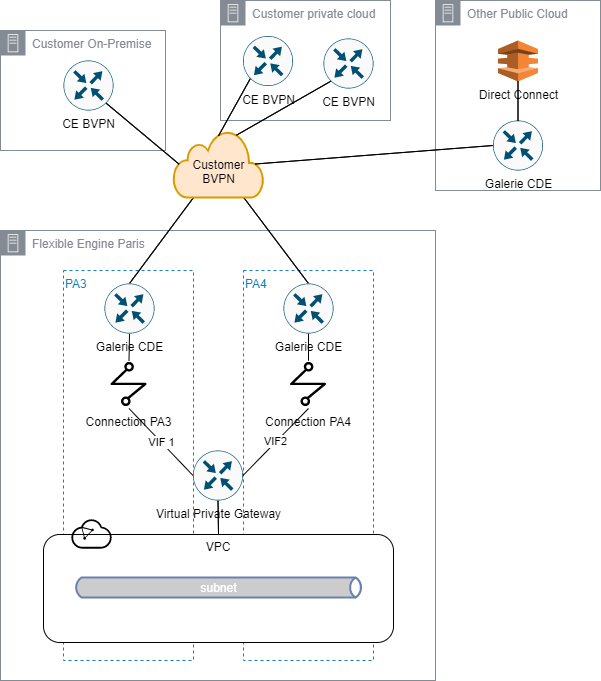 Customer On-Premise
CE BVPN
Customer private cloud
CE BVPN
CE BVPN
Other Public Cloud
Direct Connect
Galerie CDE
Customer
BVPN
Flexible Engine Paris
PA3
Galerie CDE
Connection PA3
VIF 1
PA4
Galerie CDE
Connection PA4
VIF2
Virtual Private Gateway
VPC
subnet